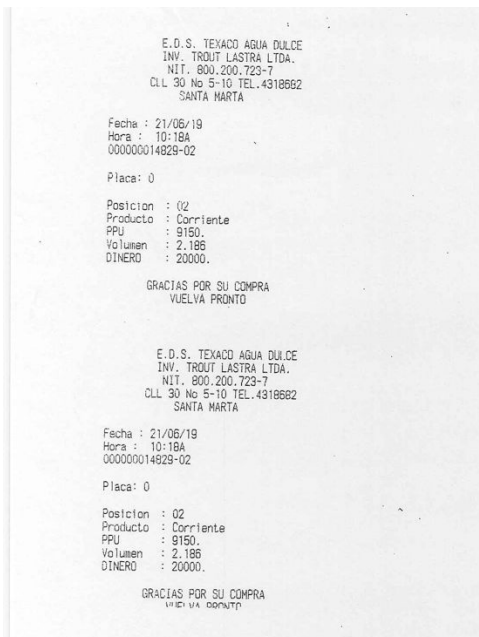 E.D.S. TEXACO AGUA DULCE
INV. TROUT LASTRA LTDA.
NIT. 800.200.723-7
CLL 30 No 5-10 TEL.4318682
SANTA MARTA
Fecha : 21/06/19
Hora : 10:18A
000000014829-02
Placa: 0
Posicion : 02
Producto : Corriente
PPU : 9150.
Volumen : 2.186
DINERO : 20000.
GRACIAS POR SU COMPRA
VUELVA PRONTO
E.D.S. TEXACO AGUA DULCE
INV. TROUT LASTRA LTDA.
NIT. 800.200.723-7
CLL 30 No 5-10 TEL.4318682
SANTA MARTA
Fecha : 21/06/19
Hora : 10:18A
000000014829-02
Placa: 0
Posicion : 02
Producto : Corriente
PPU : 9150.
Volumen : 2.186
DINERO : 20000.
GRACIAS POR SU COMPRA
VUELVA PRONTO